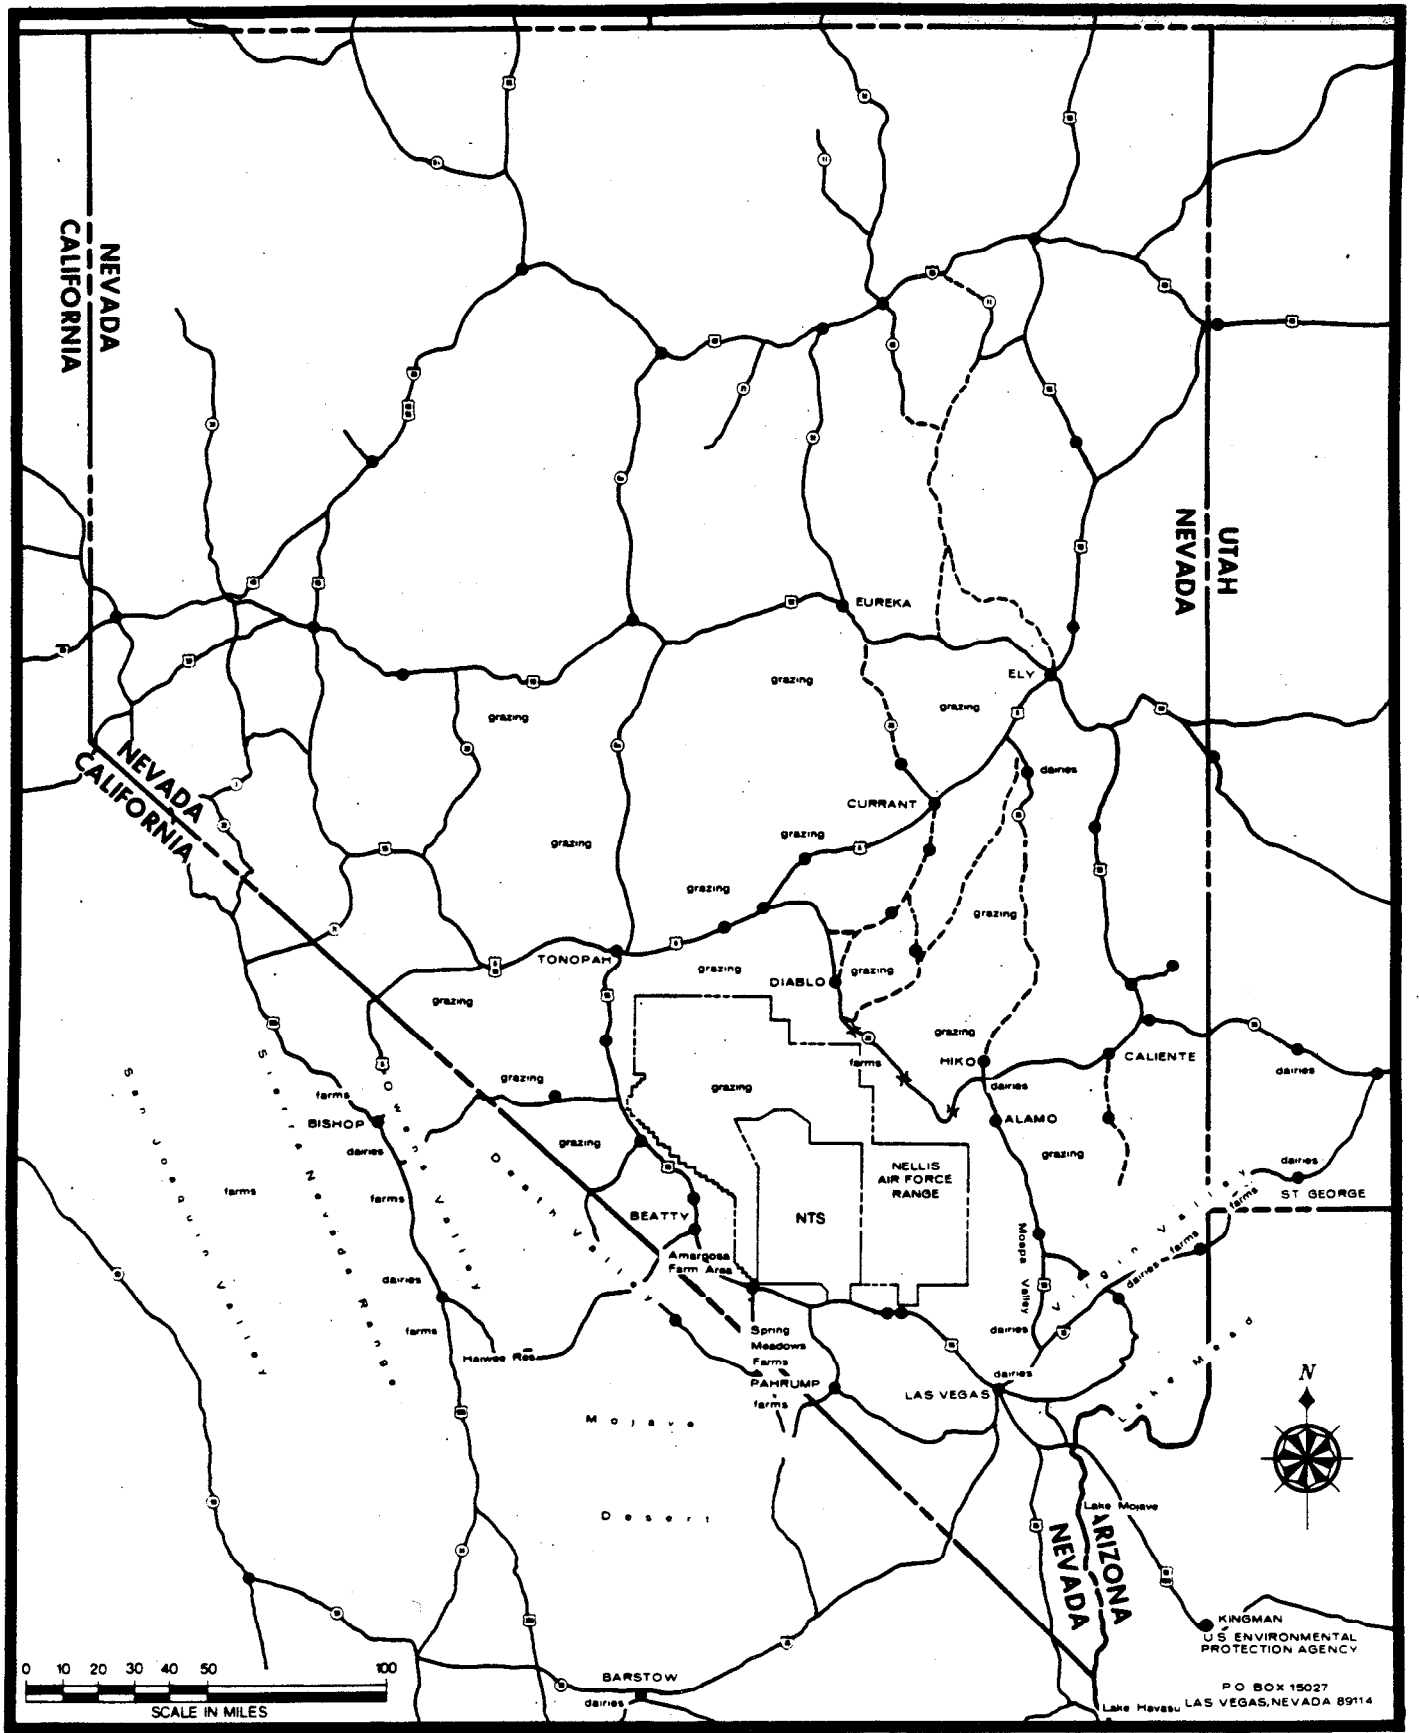 NEVADA
CALIFORNIA
UTAH
NEVADA
EUREKA
ELY
grazing
grazing
grazing
NEVADA
CALIFORNIA
dairies
CURRANT
grazing
grazing
grazing
grazing
TONOPAH
grazing
grazing
DIABLO
grazing
grazing
farms
HIKO
CALIENTE
dairies
grazing
grazing
dairies
farms
BISHOP
ALAMO
dairies
grazing
grazing
dairies
ST GEORGE
farms
farms
farms
San Joaquin Valley
Sierra Nevada Range
Owens Valley
Death Valley
NELLIS
AIR FORCE
RANGE
NTS
BEATTY
Amargosa
Farm Area
Moapa Valley
Virgin Valley
farms
dairies
dairies
farms
Haiwee Res
Spring
Meadows
Farms
PAHRUMP
farms
dairies
dairies
LAS VEGAS
Lake Mead
N
Mojave
Desert
Lake Mojave
ARIZONA
NEVADA
KINGMAN
U S ENVIRONMENTAL
PROTECTION AGENCY
P O BOX 15027
LAS VEGAS, NEVADA 89114
BARSTOW
dairies
Lake Havasu
0 10 20 30 40 50 100
SCALE IN MILES